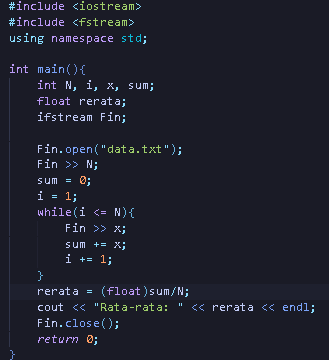 #include <iostream>
#include <fstream>
using namespace std;

int main(){
    int N, i, x, sum;
    float rerata;
    ifstream Fin;

    Fin.open("data.txt");
    Fin >> N;
    sum = 0;
    i = 1;
    while(i <= N){
        Fin >> x;
        sum += x;
        i += 1;
    }
    rerata = (float)sum/N;
    cout << "Rata-rata: " << rerata << endl;
    Fin.close();
    return 0;
}